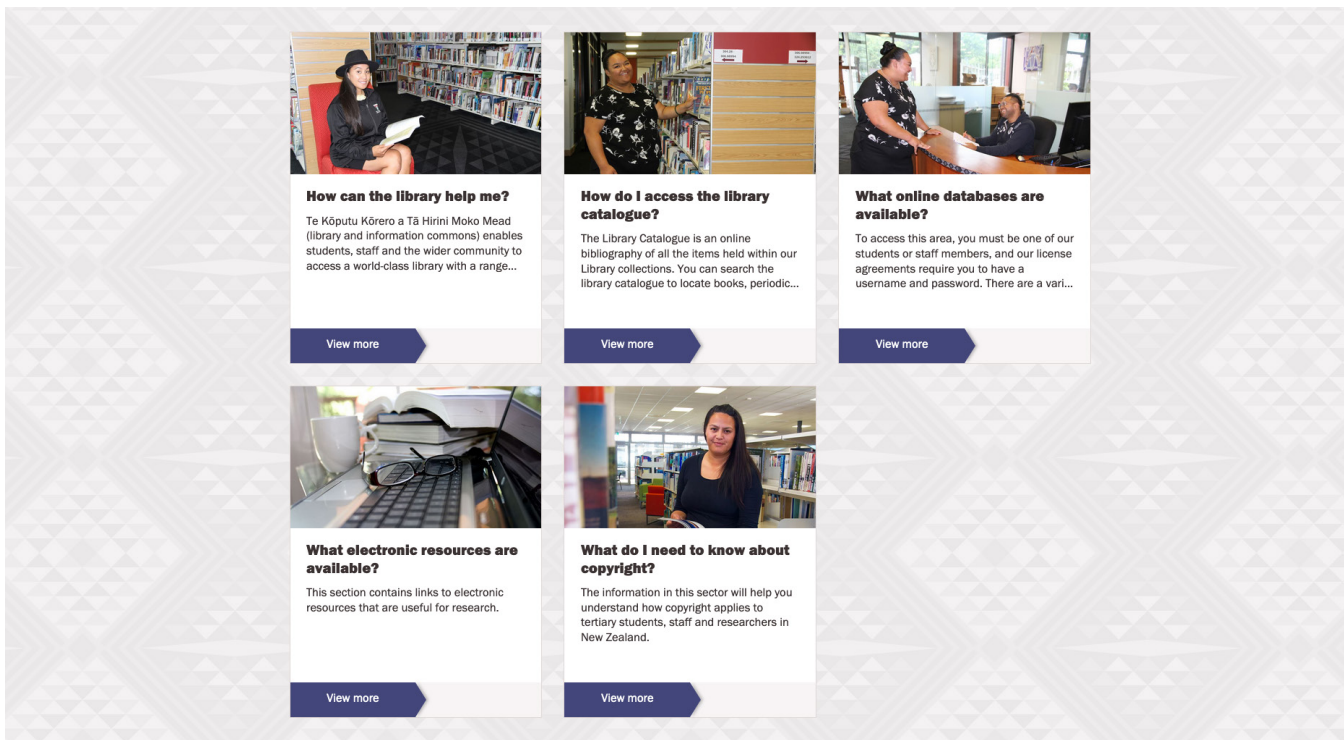 How can the library help me?
Te Kōputu Kōrero a Tā Hirini Moko Mead
(library and information commons) enables
students, staff and the wider community to
access a world-class library with a range...
View more
How do I access the library
catalogue?
The Library Catalogue is an online
bibliography of all the items held within our
Library collections. You can search the
library catalogue to locate books, periodic...
View more
What online databases are
available?
To access this area, you must be one of our
students or staff members, and our license
agreements require you to have a
username and password. There are a vari...
View more
What electronic resources are
available?
This section contains links to electronic
resources that are useful for research.
View more
What do I need to know about
copyright?
The information in this sector will help you
understand how copyright applies to
tertiary students, staff and researchers in
New Zealand.
View more